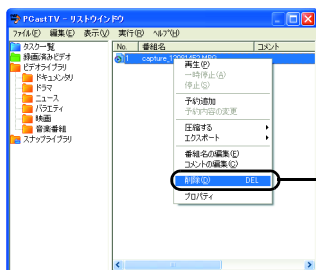 PCastTV - リストウィンドウ
ファイル(F) 編集(E) 表示(V) 実行(R) ヘルプ(H)
タスク一覧
録画済みビデオ
ビデオライブラリ
ドキュメンタリ
ドラマ
ニュース
バラエティ
映画
音楽番組
スナップライブラリ
No. 番組名 コメント
1
再生(P)
一時停止(A)
停止(S)
予約追加
予約内容の変更
圧縮する
エクスポート
番組名の編集(E)
コメントの編集(C)
削除(D) DEL
プロパティ